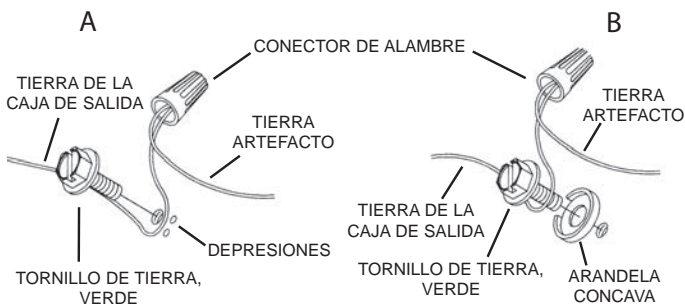 A
B
CONECTOR DE ALAMBRE
TIERRA DE LA
CAJA DE SALIDA
TIERRA
ARTEFACTO
DEPRESIONES
TORNILLO DE TIERRA,
VERDE
TIERRA
ARTEFACTO
TIERRA DE LA
CAJA DE SALIDA
TORNILLO DE TIERRA,
VERDE
ARANDELA
CONCAVA